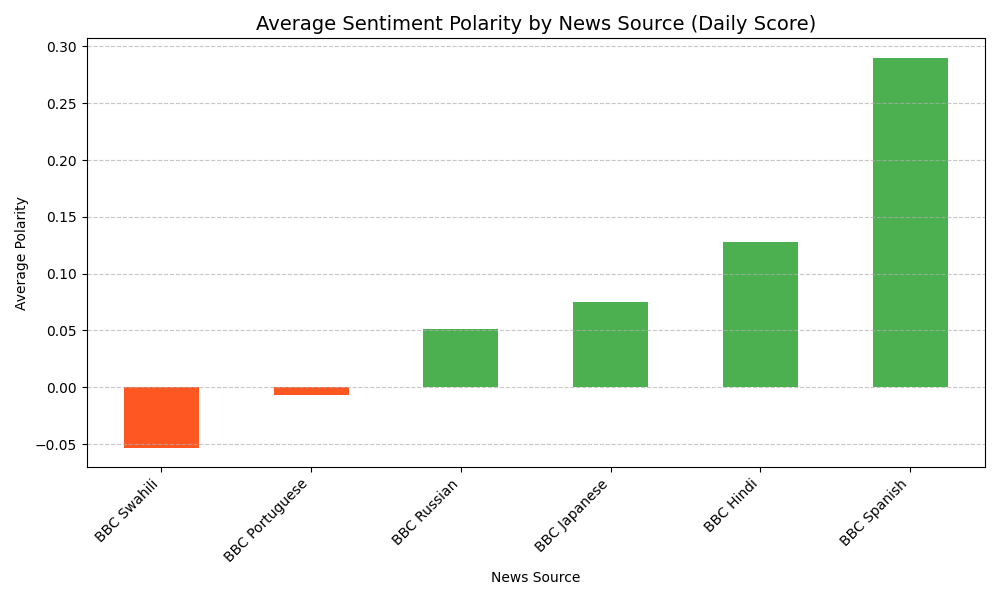 Average Sentiment Polarity by News Source (Daily Score)
0.30
0.25
0.20
0.15
0.10
0.05
0.00
−0.05
Average Polarity
BBC Swahili
BBC Portuguese
BBC Russian
BBC Japanese
BBC Hindi
BBC Spanish
News Source